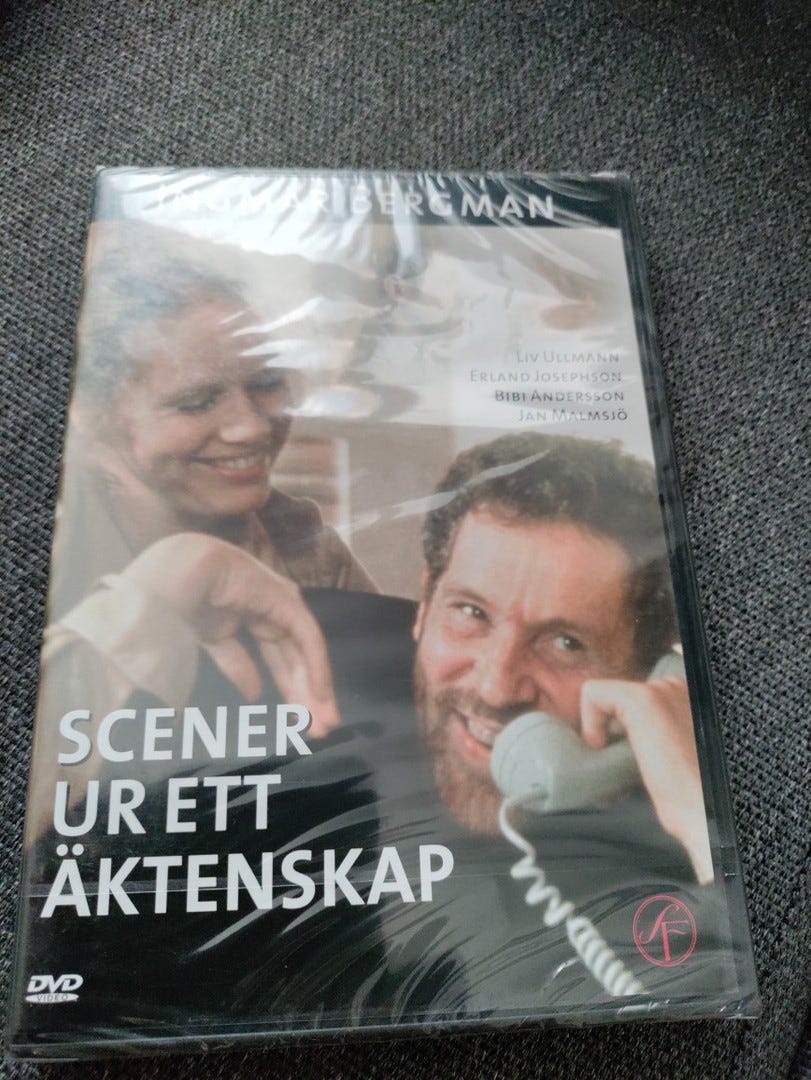 INGMAR BERGMAN
LIV ULLMANN
ERLAND JOSEPHSON
BIBI ANDERSSON
JAN MALMSJÖ
SCENER
UR ETT
ÄKTENSKAP
SF
DVD
VIDEO